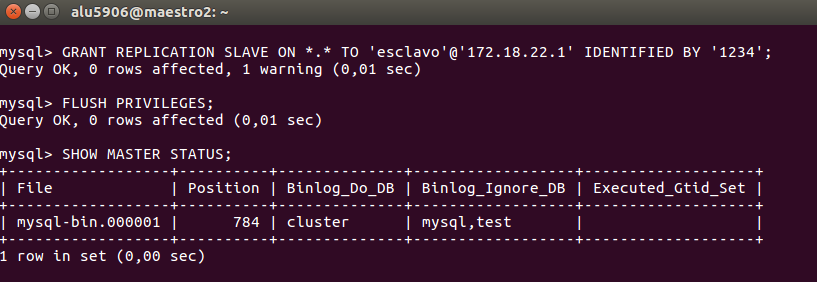 alu5906@maestro2: ~
mysql> GRANT REPLICATION SLAVE ON *.* TO 'esclavo'@'172.18.22.1' IDENTIFIED BY '1234';
Query OK, 0 rows affected, 1 warning (0,01 sec)
mysql> FLUSH PRIVILEGES;
Query OK, 0 rows affected (0,01 sec)
mysql> SHOW MASTER STATUS;
+------------------+----------+--------------+------------------+-------------------+
| File             | Position | Binlog_Do_DB | Binlog_Ignore_DB | Executed_Gtid_Set |
+------------------+----------+--------------+------------------+-------------------+
| mysql-bin.000001 |      784 | cluster      | mysql,test       |                   |
+------------------+----------+--------------+------------------+-------------------+
1 row in set (0,00 sec)